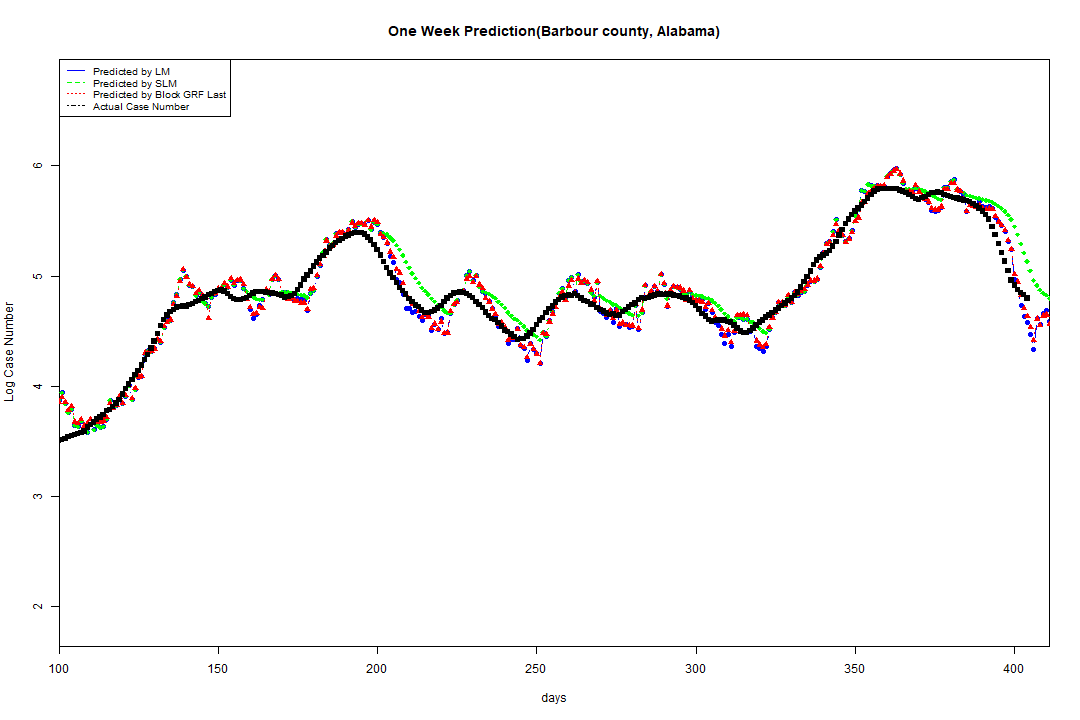 One Week Prediction(Barbour county, Alabama)
Predicted by LM
Predicted by SLM
Predicted by Block GRF Last
Actual Case Number
6
5
4
3
2
Log Case Number
100 150 200 250 300 350 400
days